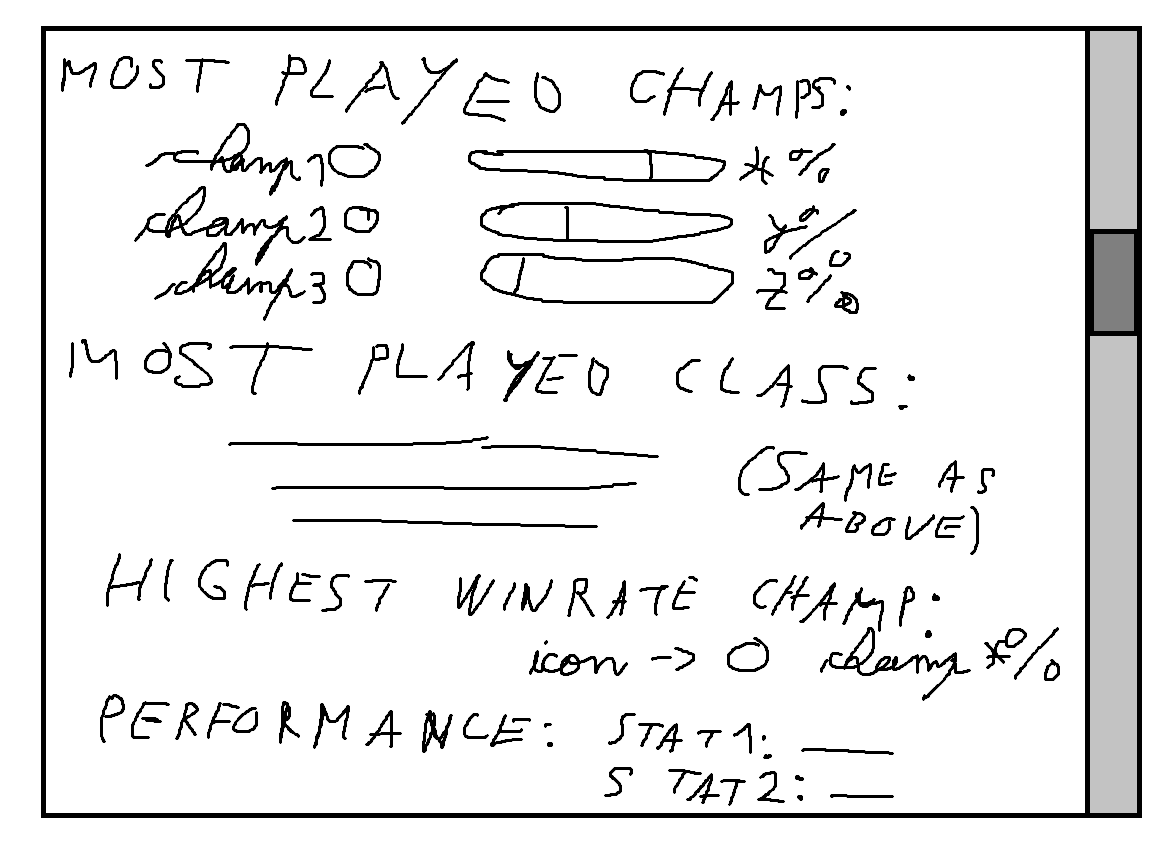 MOST PLAYED CHAMPS:
champ1 x%
champ2 y%
champ3 z%
MOST PLAYED CLASS:
(SAME AS
ABOVE)
HIGHEST WINRATE CHAMP:
icon -> champ x%
PERFORMANCE: STAT1:
STAT2: